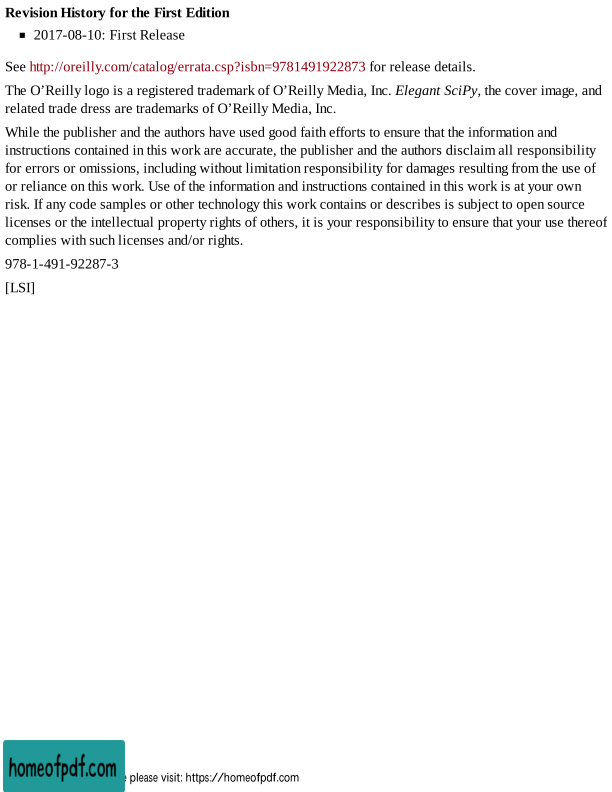 Revision History for the First Edition
▪ 2017-08-10: First Release
See http://oreilly.com/catalog/errata.csp?isbn=9781491922873 for release details.
The O’Reilly logo is a registered trademark of O’Reilly Media, Inc. Elegant SciPy, the cover image, and
related trade dress are trademarks of O’Reilly Media, Inc.
While the publisher and the authors have used good faith efforts to ensure that the information and
instructions contained in this work are accurate, the publisher and the authors disclaim all responsibility
for errors or omissions, including without limitation responsibility for damages resulting from the use of
or reliance on this work. Use of the information and instructions contained in this work is at your own
risk. If any code samples or other technology this work contains or describes is subject to open source
licenses or the intellectual property rights of others, it is your responsibility to ensure that your use thereof
complies with such licenses and/or rights.
978-1-491-92287-3
[LSI]
homeofpdf.com please visit: https://homeofpdf.com